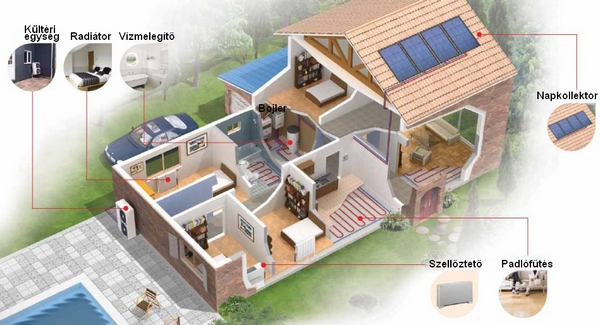 Kültéri
egység
Radiátor
Vízmelegítő
Bojler
Napkollektor
Szellőztető
Padlófűtés